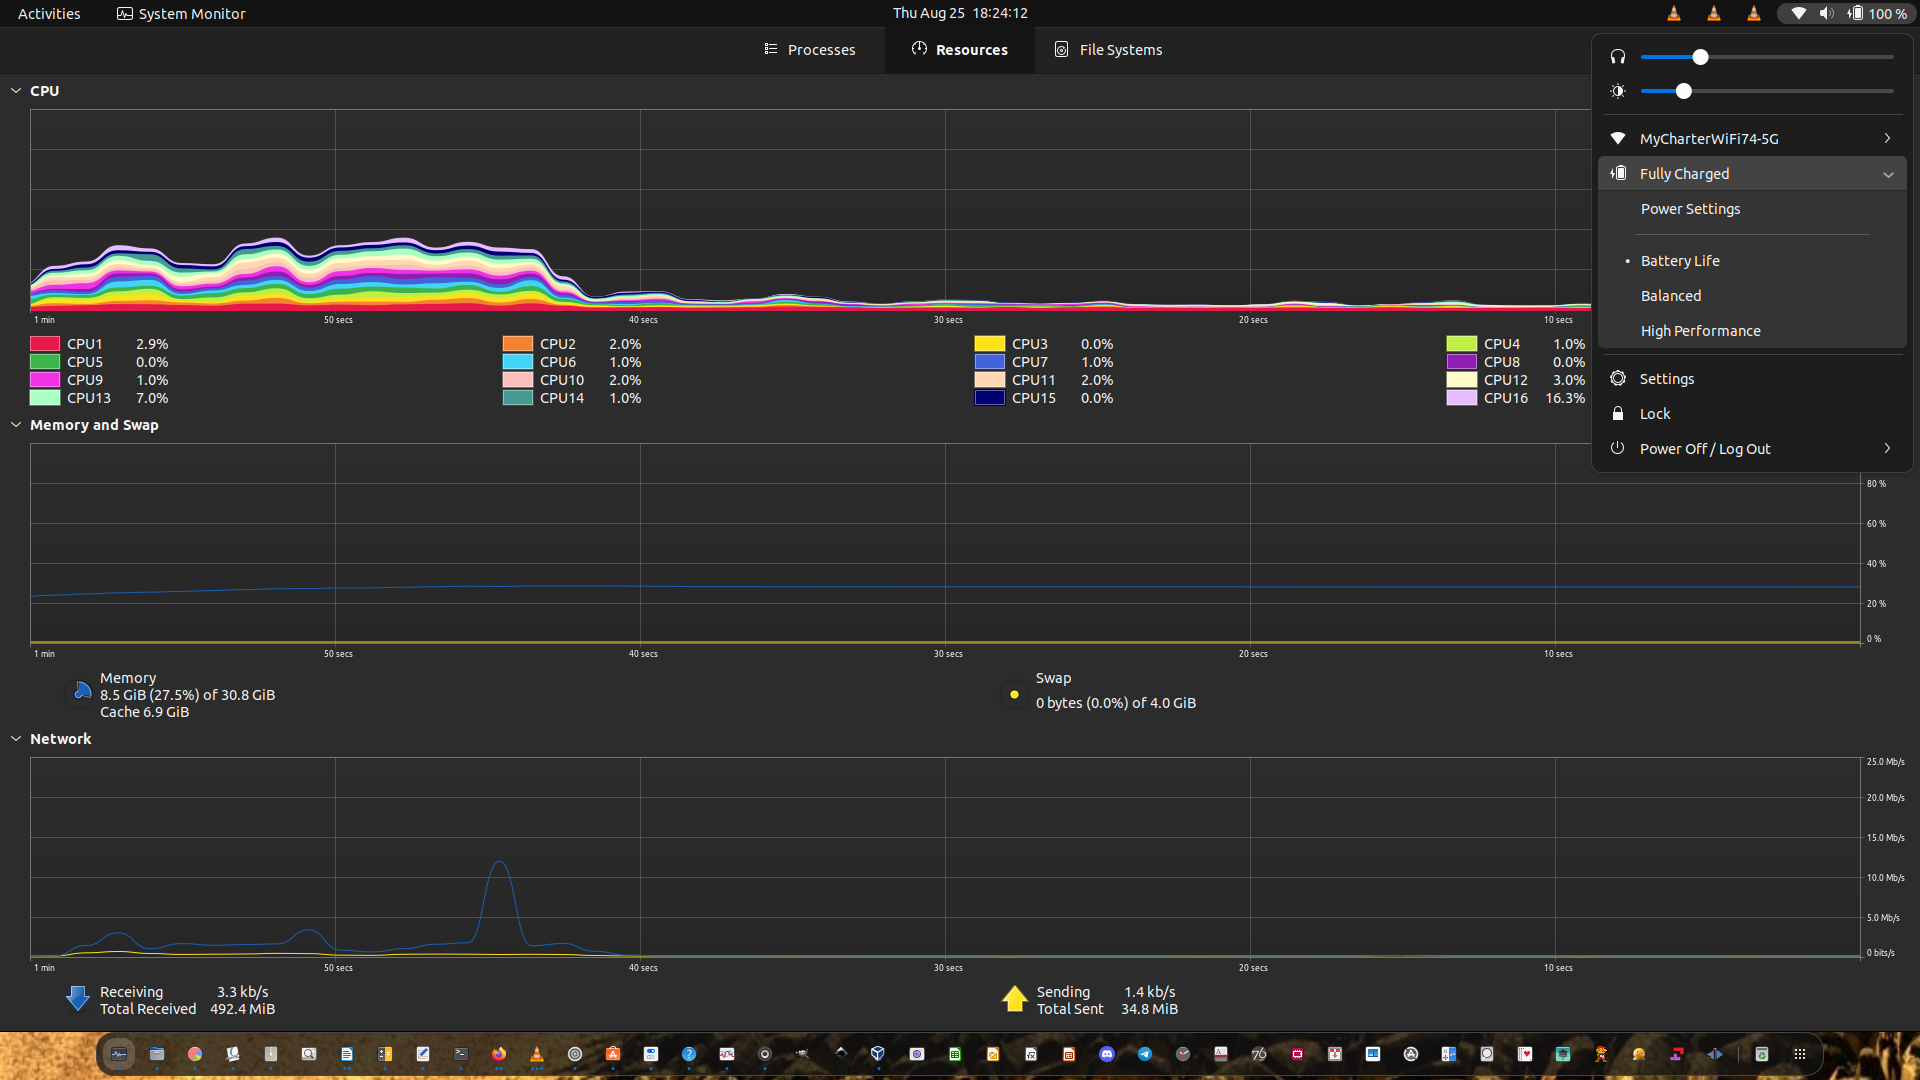 Activities
System Monitor
Thu Aug 25  18:24:12
100 %
Processes
Resources
File Systems
CPU
1 min
50 secs
40 secs
30 secs
20 secs
10 secs
CPU1 2.9%
CPU2 2.0%
CPU3 0.0%
CPU4 1.0%
CPU5 0.0%
CPU6 1.0%
CPU7 1.0%
CPU8 0.0%
CPU9 1.0%
CPU10 2.0%
CPU11 2.0%
CPU12 3.0%
CPU13 7.0%
CPU14 1.0%
CPU15 0.0%
CPU16 16.3%
MyCharterWiFi74-5G
Fully Charged
Power Settings
• Battery Life
Balanced
High Performance
Settings
Lock
Power Off / Log Out
Memory and Swap
80 %
60 %
40 %
20 %
0 %
1 min
50 secs
40 secs
30 secs
20 secs
10 secs
Memory
8.5 GiB (27.5%) of 30.8 GiB
Cache 6.9 GiB
Swap
0 bytes (0.0%) of 4.0 GiB
Network
25.0 Mb/s
20.0 Mb/s
15.0 Mb/s
10.0 Mb/s
5.0 Mb/s
0 bits/s
1 min
50 secs
40 secs
30 secs
20 secs
10 secs
Receiving 3.3 kb/s
Total Received 492.4 MiB
Sending 1.4 kb/s
Total Sent 34.8 MiB
76